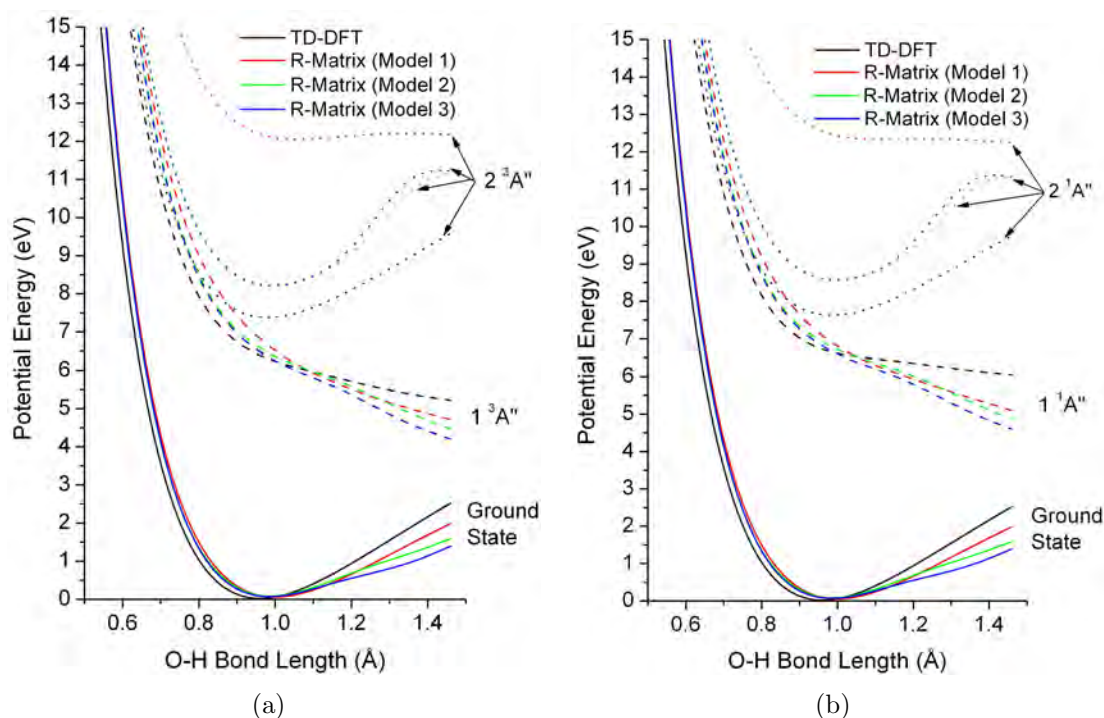 15
14
13
12
11
10
9
8
7
6
5
4
3
2
1
0
Potential Energy (eV)
TD-DFT
R-Matrix (Model 1)
R-Matrix (Model 2)
R-Matrix (Model 3)
2 ³A"
1 ³A"
Ground
State
0.6 0.8 1.0 1.2 1.4
O-H Bond Length (Å)
(a)
15
14
13
12
11
10
9
8
7
6
5
4
3
2
1
0
Potential Energy (eV)
TD-DFT
R-Matrix (Model 1)
R-Matrix (Model 2)
R-Matrix (Model 3)
2 ¹A"
1 ¹A"
Ground
State
0.6 0.8 1.0 1.2 1.4
O-H Bond Length (Å)
(b)